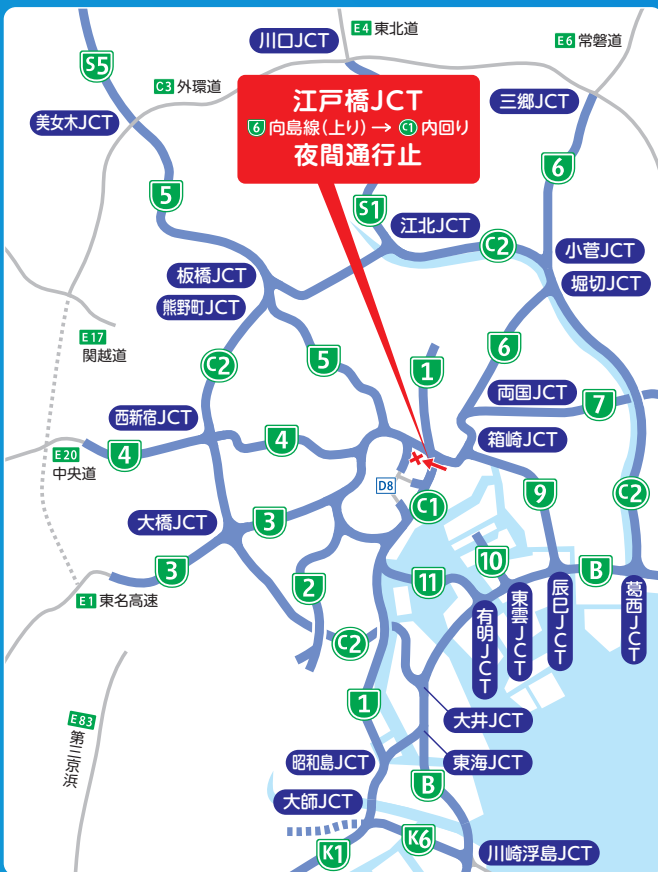 E4 東北道
川口JCT
E6 常磐道
S5
C3 外環道
江戸橋JCT
6 向島線(上り) → C1 内回り
夜間通行止
三郷JCT
美女木JCT
6
5
S1
江北JCT
C2
小菅JCT
板橋JCT
堀切JCT
熊野町JCT
E17
関越道
5
6
1
C2
両国JCT
7
西新宿JCT
4
箱崎JCT
E20
中央道
4
D8
9
C2
C1
大橋JCT
3
3
10
B
11
2
E1 東名高速
有明JCT
東雲JCT
辰巳JCT
葛西JCT
C2
1
大井JCT
E83
第三京浜
昭和島JCT
東海JCT
B
大師JCT
K1
K6
川崎浮島JCT